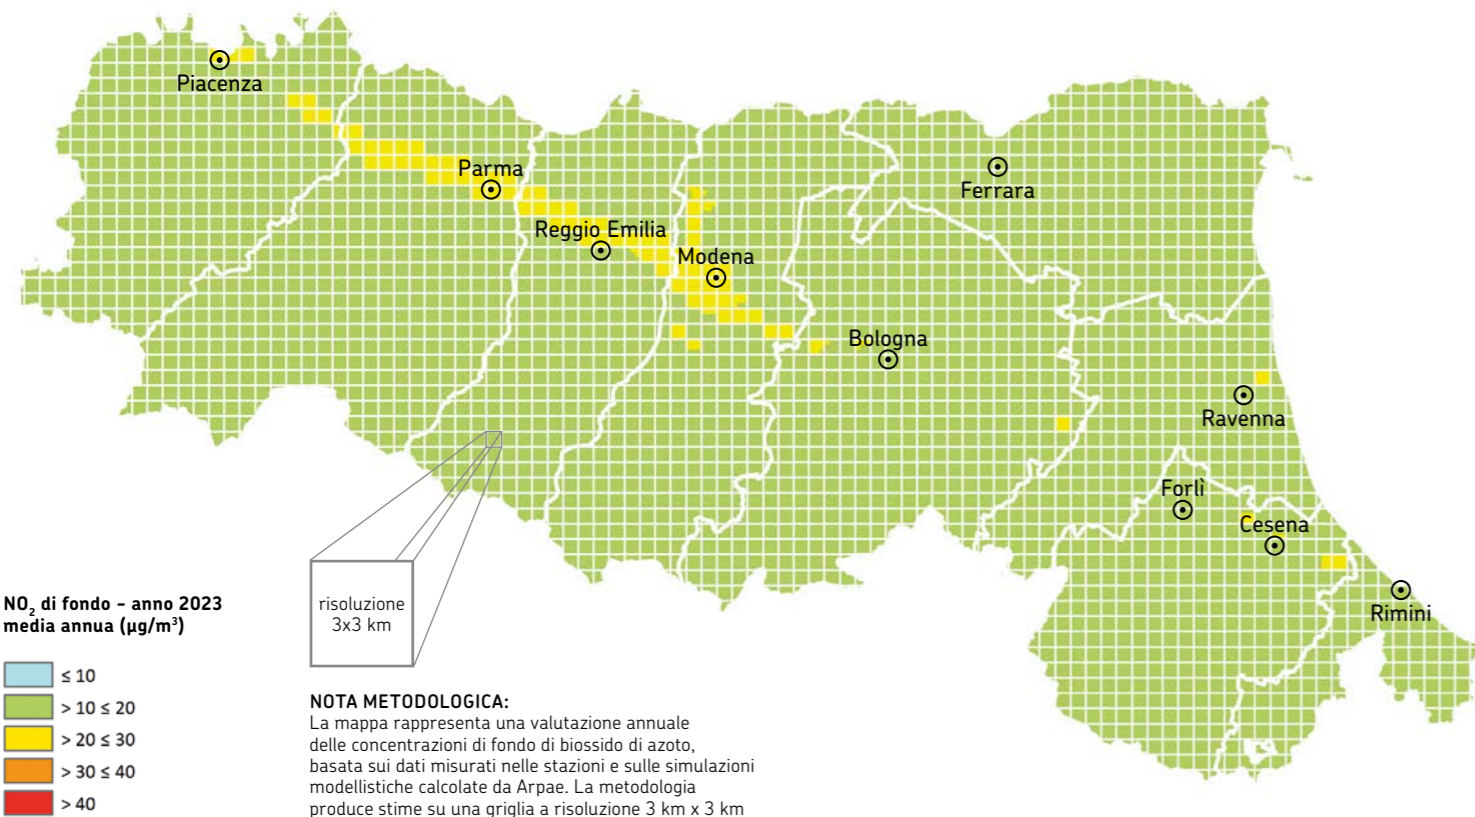 Piacenza
Parma
Ferrara
Reggio Emilia
Modena
Bologna
Ravenna
Forlì
Cesena
Rimini
NO₂ di fondo - anno 2023
media annua (µg/m³)
≤ 10
> 10 ≤ 20
> 20 ≤ 30
> 30 ≤ 40
> 40
risoluzione
3x3 km
NOTA METODOLOGICA:
La mappa rappresenta una valutazione annuale
delle concentrazioni di fondo di biossido di azoto,
basata sui dati misurati nelle stazioni e sulle simulazioni
modellistiche calcolate da Arpae. La metodologia
produce stime su una griglia a risoluzione 3 km x 3 km